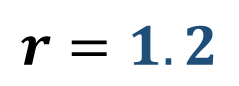 r = 1.2